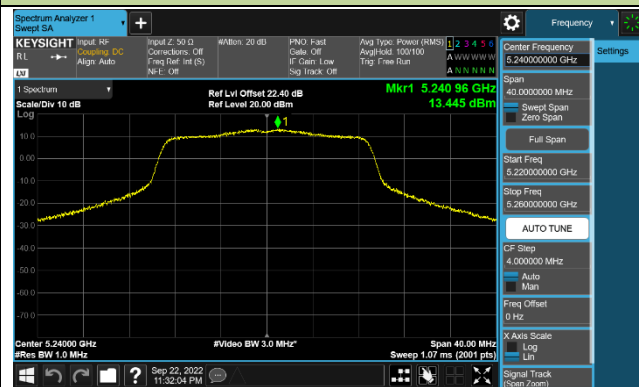 Spectrum Analyzer 1
Swept SA
Frequency
KEYSIGHT
RL
LXI
Input: RF
Coupling: DC
Align: Auto
Input Z: 50 Ω
Corrections: Off
Freq Ref: Int (S)
NFE: Off
#Atten: 20 dB
PNO: Fast
Gate: Off
IF Gain: Low
Sig Track: Off
Avg Type: Power (RMS)
Avg|Hold: 100/100
Trig: Free Run
1 2 3 4 5 6
A W W W W W
A N N N N N
1 Spectrum
Scale/Div 10 dB
Log
Ref Lvl Offset 22.40 dB
Ref Level 20.00 dBm
Mkr1 5.240 96 GHz
13.445 dBm
1
10.0
0.00
-10.0
-20.0
-30.0
-40.0
-50.0
-60.0
-70.0
Center 5.24000 GHz
#Res BW 1.0 MHz
#Video BW 3.0 MHz*
Span 40.00 MHz
Sweep 1.07 ms (2001 pts)
Sep 22, 2022
11:32:04 PM
Center Frequency
5.240000000 GHz
Settings
Span
40.0000000 MHz
Swept Span
Zero Span
Full Span
Start Freq
5.220000000 GHz
Stop Freq
5.260000000 GHz
AUTO TUNE
CF Step
4.000000 MHz
Auto
Man
Freq Offset
0 Hz
X Axis Scale
Log
Lin
Signal Track
(Span Zoom)